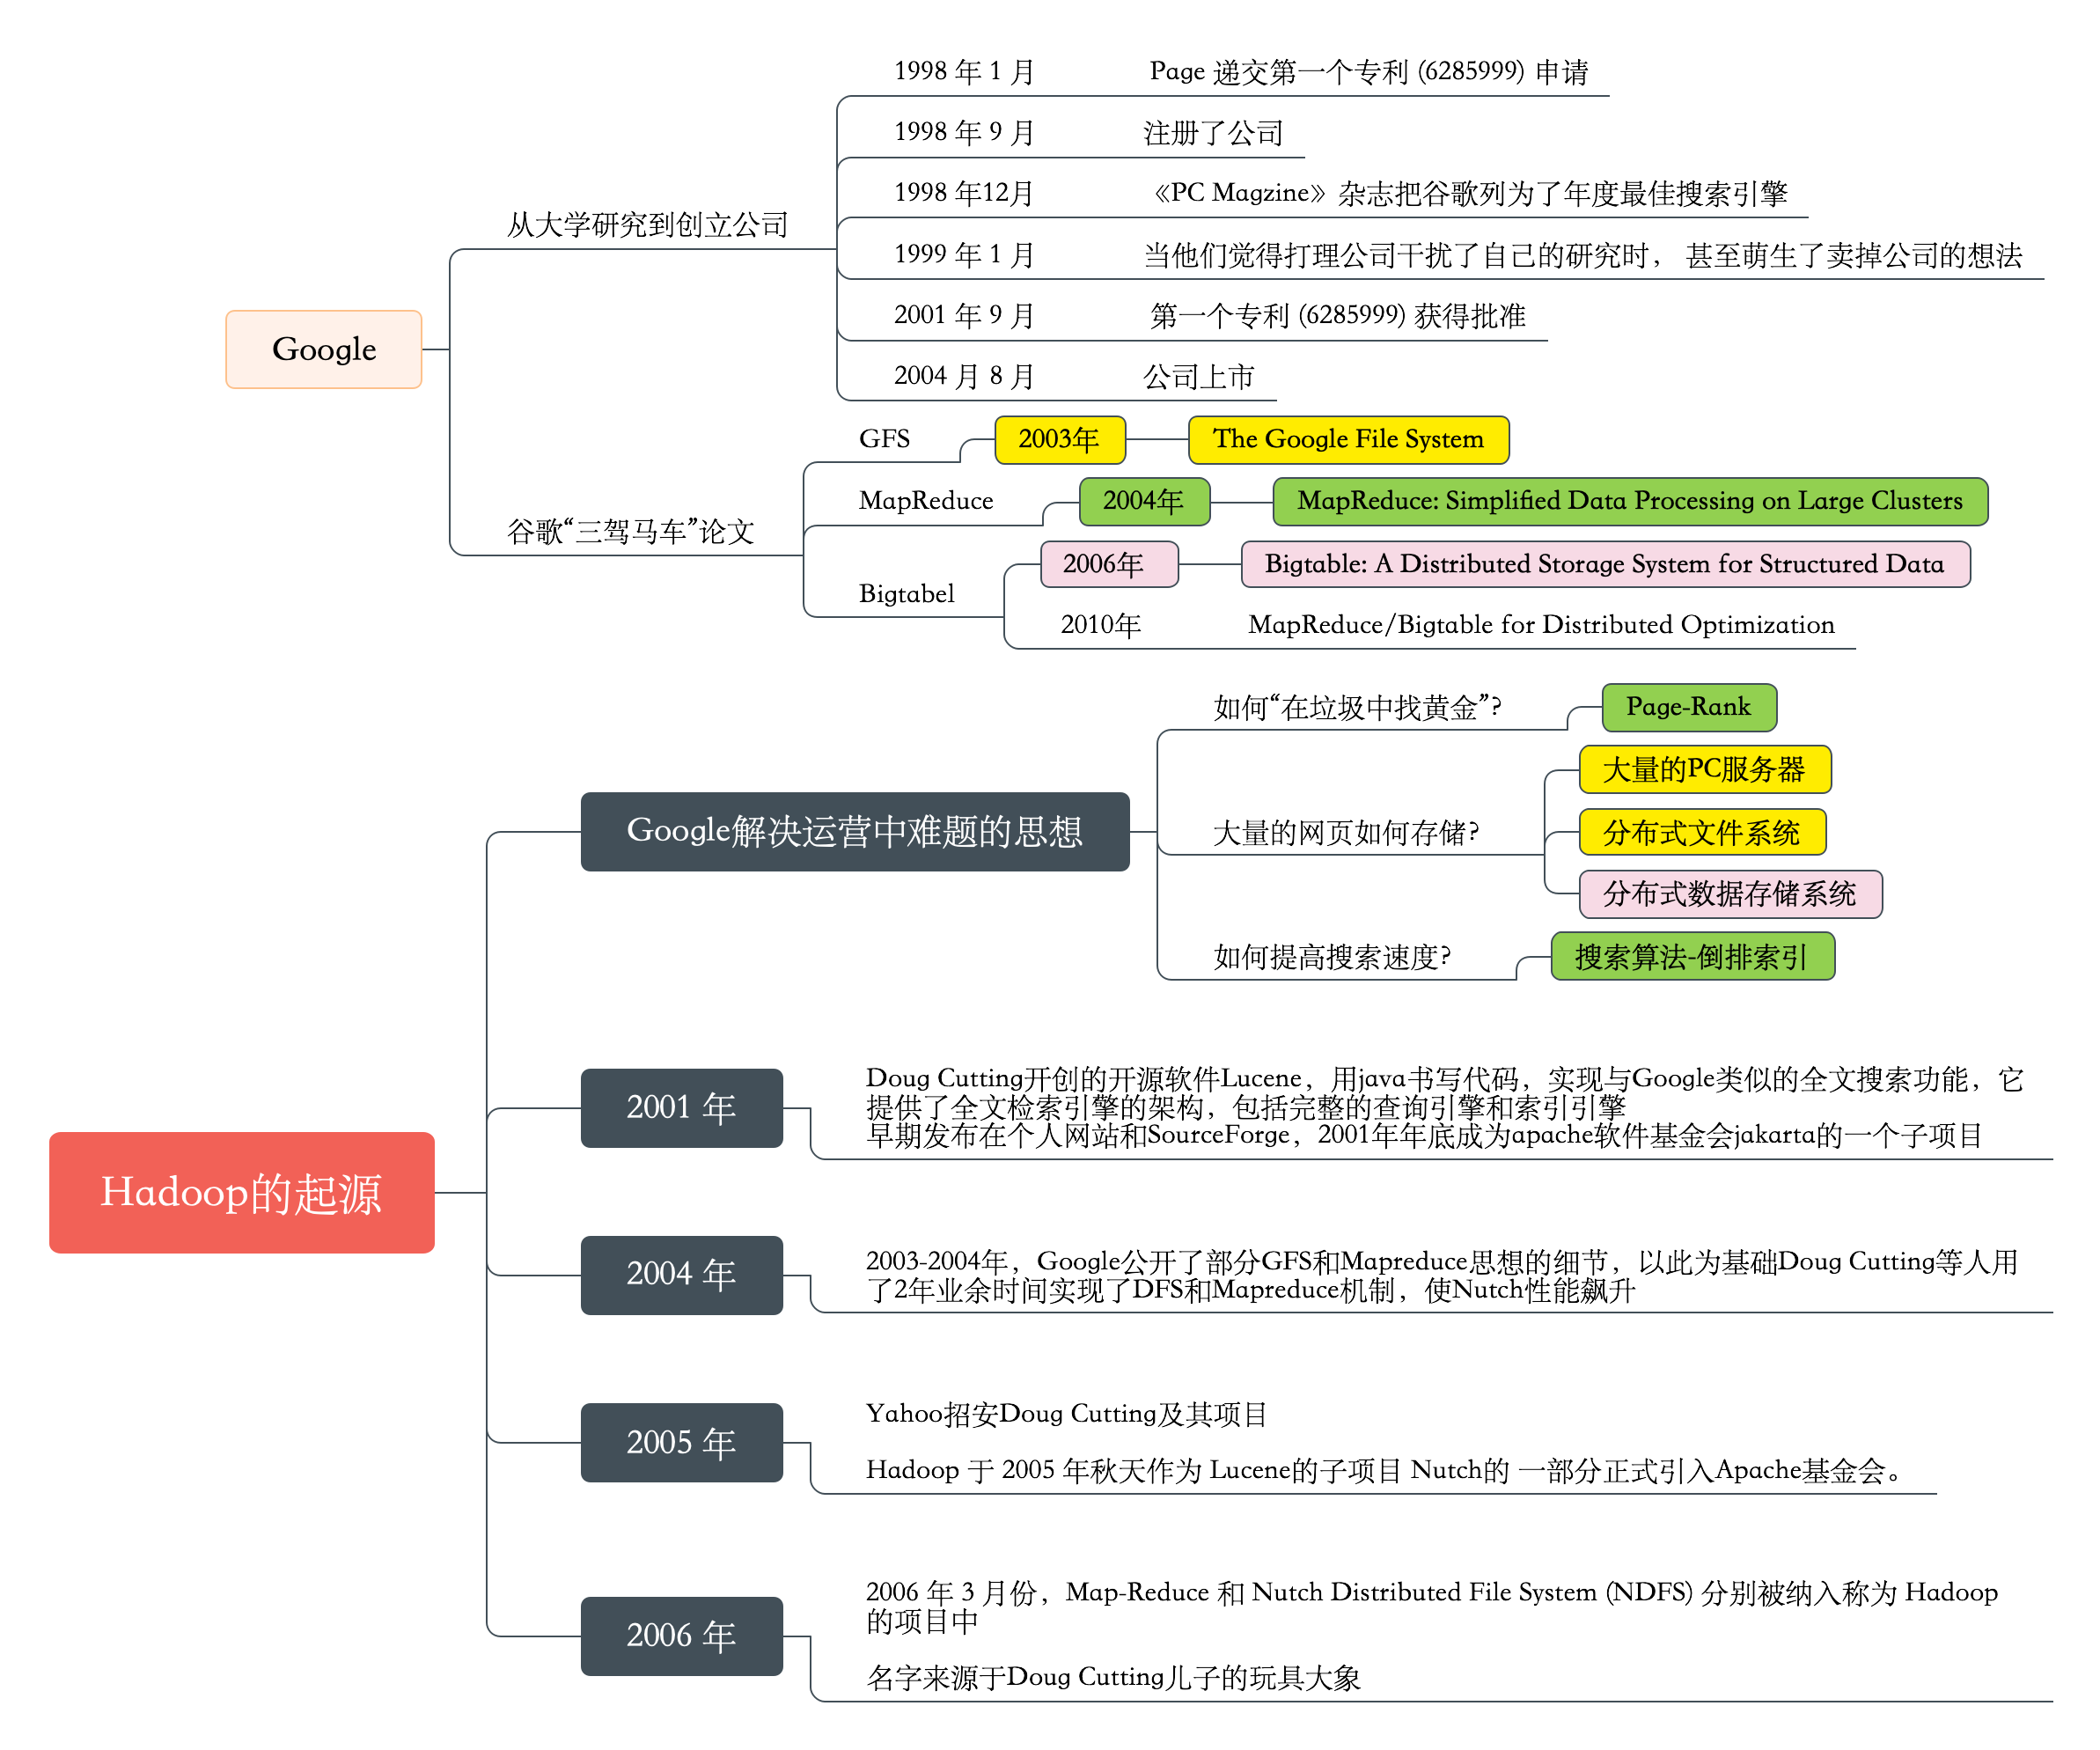 1998 年 1 月 Page 递交第一个专利 (6285999) 申请
1998 年 9 月 注册了公司
1998 年12月 《PC Magzine》杂志把谷歌列为了年度最佳搜索引擎
从大学研究到创立公司
1999 年 1 月 当他们觉得打理公司干扰了自己的研究时， 甚至萌生了卖掉公司的想法
2001 年 9 月 第一个专利 (6285999) 获得批准
Google
2004 月 8 月 公司上市
GFS 2003年 The Google File System
MapReduce 2004年 MapReduce: Simplified Data Processing on Large Clusters
谷歌“三驾马车”论文
2006年 Bigtable: A Distributed Storage System for Structured Data
Bigtabel
2010年 MapReduce/Bigtable for Distributed Optimization
如何“在垃圾中找黄金”? Page-Rank
大量的PC服务器
Google解决运营中难题的思想
大量的网页如何存储? 分布式文件系统
分布式数据存储系统
如何提高搜索速度? 搜索算法-倒排索引
2001 年
Doug Cutting开创的开源软件Lucene，用java书写代码，实现与Google类似的全文搜索功能，它
提供了全文检索引擎的架构，包括完整的查询引擎和索引引擎
早期发布在个人网站和SourceForge，2001年年底成为apache软件基金会jakarta的一个子项目
Hadoop的起源
2004 年
2003-2004年，Google公开了部分GFS和Mapreduce思想的细节，以此为基础Doug Cutting等人用
了2年业余时间实现了DFS和Mapreduce机制，使Nutch性能飙升
2005 年
Yahoo招安Doug Cutting及其项目
Hadoop 于 2005 年秋天作为 Lucene的子项目 Nutch的 一部分正式引入Apache基金会。
2006 年
2006 年 3 月份，Map-Reduce 和 Nutch Distributed File System (NDFS) 分别被纳入称为 Hadoop
的项目中
名字来源于Doug Cutting儿子的玩具大象